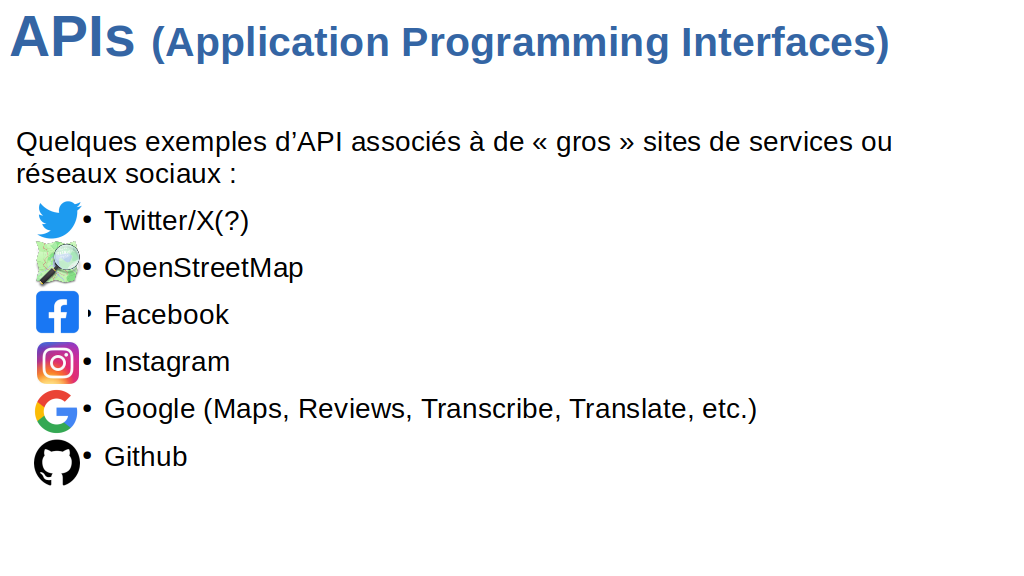 APIs (Application Programming Interfaces)
Quelques exemples d’API associés à de « gros » sites de services ou
réseaux sociaux :
• Twitter/X(?)
• OpenStreetMap
• Facebook
• Instagram
• Google (Maps, Reviews, Transcribe, Translate, etc.)
• Github